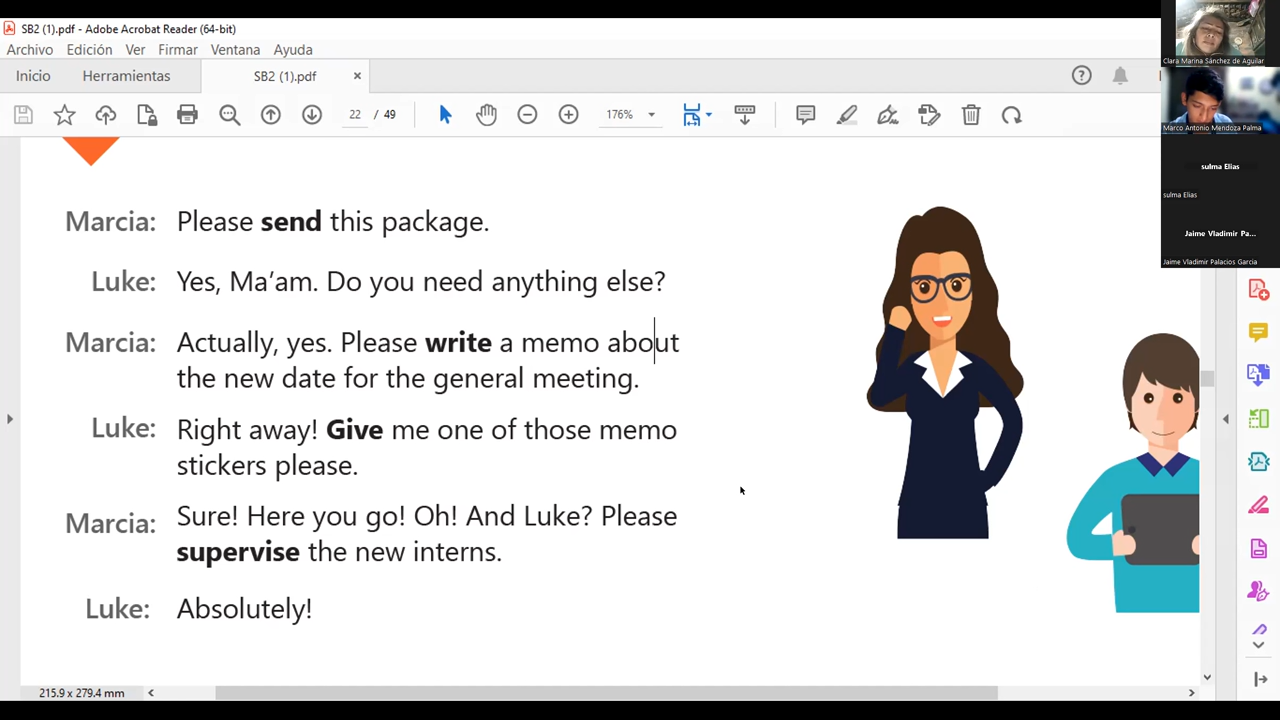 SB2 (1).pdf - Adobe Acrobat Reader (64-bit)
Archivo Edición Ver Firmar Ventana Ayuda
Inicio Herramientas SB2 (1).pdf ×
22 / 49 176%
Marcia: Please send this package.
Luke: Yes, Ma’am. Do you need anything else?
Marcia: Actually, yes. Please write a memo about
the new date for the general meeting.
Luke: Right away! Give me one of those memo
stickers please.
Marcia: Sure! Here you go! Oh! And Luke? Please
supervise the new interns.
Luke: Absolutely!
215.9 x 279.4 mm
Clara Marina Sánchez de Aguilar
Marco Antonio Mendoza Palma
sulma Elias
sulma Elias
Jaime Vladimir Pa...
Jaime Vladimir Palacios Garcia